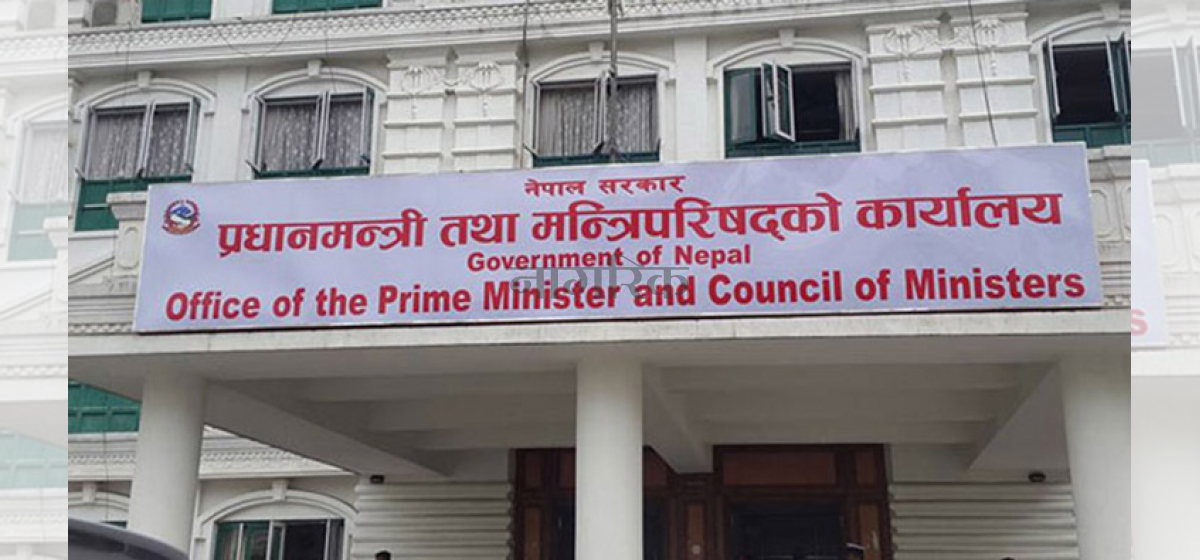 नेपाल सरकार
प्रधानमन्त्री तथा मन्त्रिपरिषद्को कार्यालय
Government of Nepal
नागरिक
Office of the Prime Minister and Council of Ministers
s